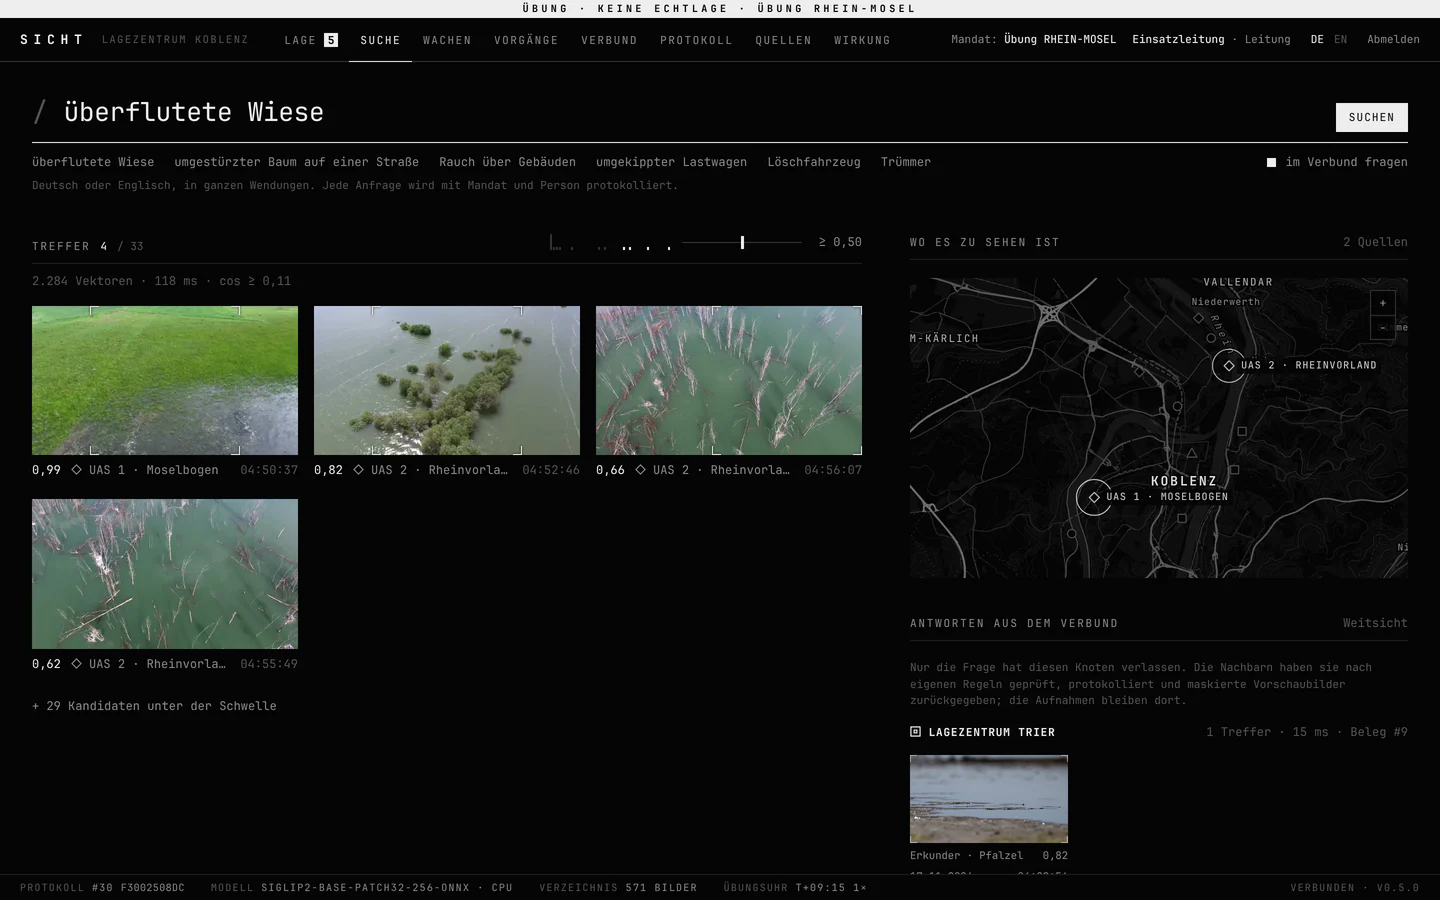 ÜBUNG · KEINE ECHTLAGE · ÜBUNG RHEIN-MOSEL
SICHT LAGEZENTRUM KOBLENZ LAGE 5 SUCHE WACHEN VORGÄNGE VERBUND PROTOKOLL QUELLEN WIRKUNG Mandat: Übung RHEIN-MOSEL Einsatzleitung · Leitung DE EN Abmelden
/ überflutete Wiese
SUCHEN
überflutete Wiese umgestürzter Baum auf einer Straße Rauch über Gebäuden umgekippter Lastwagen Löschfahrzeug Trümmer im Verbund fragen
Deutsch oder Englisch, in ganzen Wendungen. Jede Anfrage wird mit Mandat und Person protokolliert.
TREFFER 4 / 33 ≥ 0,50
2.284 Vektoren · 118 ms · cos ≥ 0,11
0,99 UAS 1 · Moselbogen 04:50:37
0,82 UAS 2 · Rheinvorla… 04:52:46
0,66 UAS 2 · Rheinvorla… 04:56:07
0,62 UAS 2 · Rheinvorla… 04:55:49
+ 29 Kandidaten unter der Schwelle
WO ES ZU SEHEN IST 2 Quellen
VALLENDAR
Niederwerth
+
Rhei
- me
M-KÄRLICH
UAS 2 · RHEINVORLAND
KOBLENZ
UAS 1 · MOSELBOGEN
Ni
ANTWORTEN AUS DEM VERBUND Weitsicht
Nur die Frage hat diesen Knoten verlassen. Die Nachbarn haben sie nach
eigenen Regeln geprüft, protokolliert und maskierte Vorschaubilder
zurückgegeben; die Aufnahmen bleiben dort.
LAGEZENTRUM TRIER 1 Treffer · 15 ms · Beleg #9
Erkunder · Pfalzel 0,82
PROTOKOLL #30 F3002508DC MODELL SIGLIP2-BASE-PATCH32-256-ONNX · CPU VERZEICHNIS 571 BILDER ÜBUNGSUHR T+09:15 1× VERBUNDEN · V0.5.0